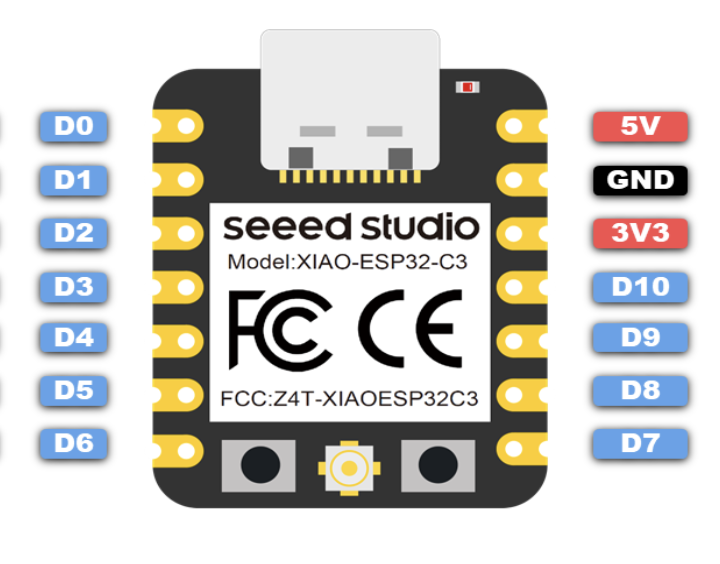 D0
D1
D2
D3
D4
D5
D6
seeed studio
Model:XIAO-ESP32-C3
FC CE
FCC:Z4T-XIAOESP32C3
5V
GND
3V3
D10
D9
D8
D7